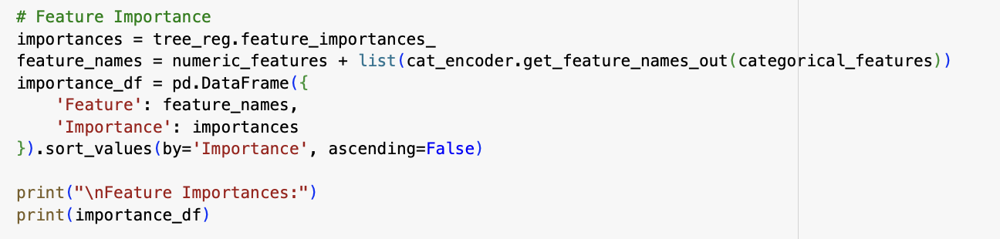 # Feature Importance
importances = tree_reg.feature_importances_
feature_names = numeric_features + list(cat_encoder.get_feature_names_out(categorical_features))
importance_df = pd.DataFrame({
    'Feature': feature_names,
    'Importance': importances
}).sort_values(by='Importance', ascending=False)

print("\nFeature Importances:")
print(importance_df)